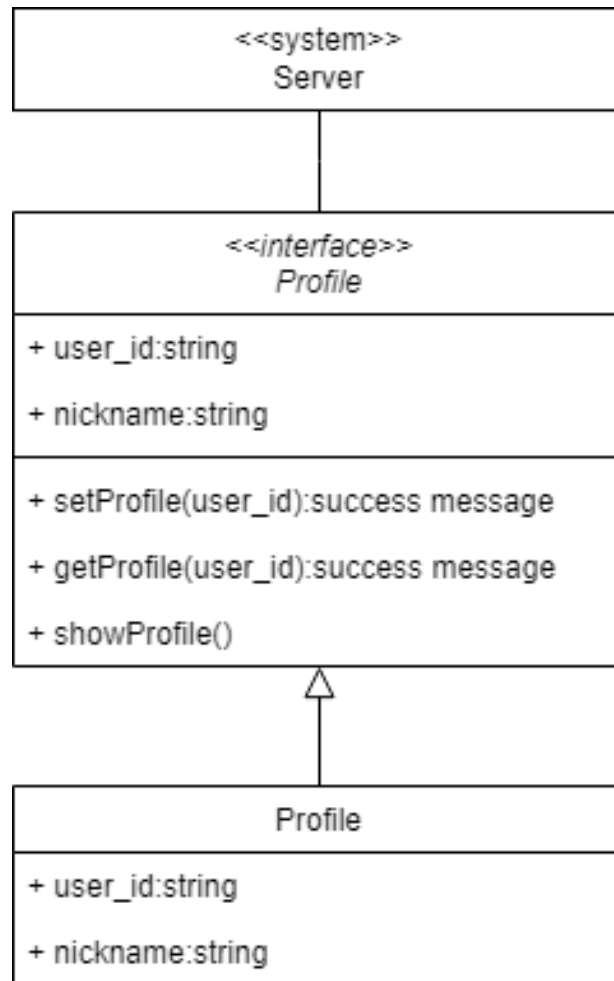 <<system>>
Server
<<interface>>
Profile
+ user_id:string
+ nickname:string
+ setProfile(user_id):success message
+ getProfile(user_id):success message
+ showProfile()
Profile
+ user_id:string
+ nickname:string